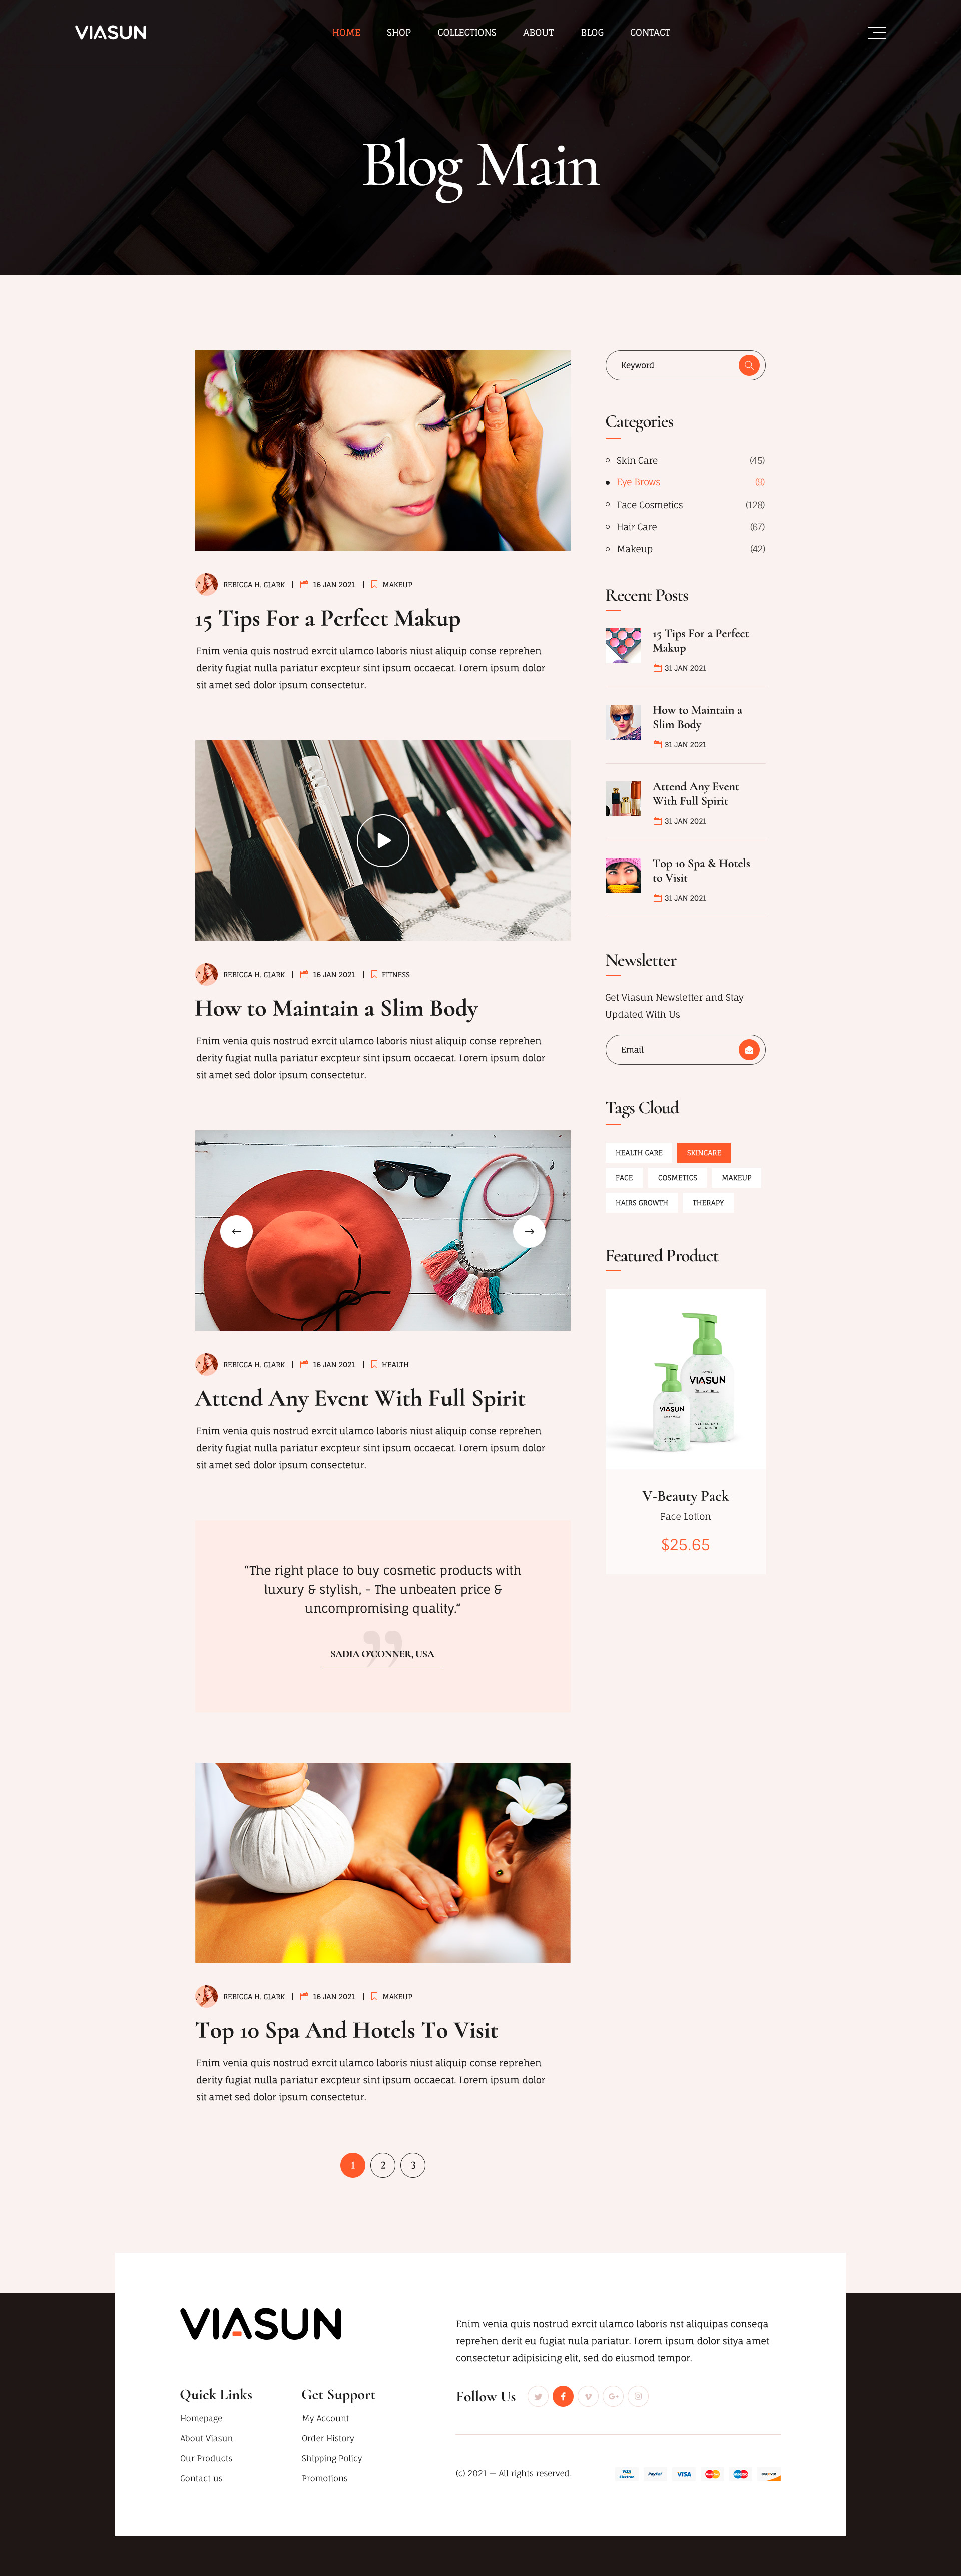 VIASUN
HOME SHOP COLLECTIONS ABOUT BLOG CONTACT
Blog Main
REBICCA H. CLARK | 16 JAN 2021 | MAKEUP
15 Tips For a Perfect Makup
Enim venia quis nostrud exrcit ulamco laboris niust aliquip conse reprehen
derity fugiat nulla pariatur excpteur sint ipsum occaecat. Lorem ipsum dolor
sit amet sed dolor ipsum consectetur.
REBICCA H. CLARK | 16 JAN 2021 | FITNESS
How to Maintain a Slim Body
Enim venia quis nostrud exrcit ulamco laboris niust aliquip conse reprehen
derity fugiat nulla pariatur excpteur sint ipsum occaecat. Lorem ipsum dolor
sit amet sed dolor ipsum consectetur.
REBICCA H. CLARK | 16 JAN 2021 | HEALTH
Attend Any Event With Full Spirit
Enim venia quis nostrud exrcit ulamco laboris niust aliquip conse reprehen
derity fugiat nulla pariatur excpteur sint ipsum occaecat. Lorem ipsum dolor
sit amet sed dolor ipsum consectetur.
“The right place to buy cosmetic products with
luxury & stylish, - The unbeaten price &
uncompromising quality.”
SADIA O'CONNER, USA
REBICCA H. CLARK | 16 JAN 2021 | MAKEUP
Top 10 Spa And Hotels To Visit
Enim venia quis nostrud exrcit ulamco laboris niust aliquip conse reprehen
derity fugiat nulla pariatur excpteur sint ipsum occaecat. Lorem ipsum dolor
sit amet sed dolor ipsum consectetur.
1 2 3
Keyword
Categories
Skin Care (45)
Eye Brows (9)
Face Cosmetics (128)
Hair Care (67)
Makeup (42)
Recent Posts
15 Tips For a Perfect
Makup
31 JAN 2021
How to Maintain a
Slim Body
31 JAN 2021
Attend Any Event
With Full Spirit
31 JAN 2021
Top 10 Spa & Hotels
to Visit
31 JAN 2021
Newsletter
Get Viasun Newsletter and Stay
Updated With Us
Email
Tags Cloud
HEALTH CARE SKINCARE
FACE COSMETICS MAKEUP
HAIRS GROWTH THERAPY
Featured Product
VIASUN
VIASUN
V-Beauty Pack
Face Lotion
$25.65
VIASUN
Quick Links
Homepage
About Viasun
Our Products
Contact us
Get Support
My Account
Order History
Shipping Policy
Promotions
Enim venia quis nostrud exrcit ulamco laboris nst aliquipas conseqa
reprehen derit eu fugiat nula pariatur. Lorem ipsum dolor sitya amet
consectetur adipisicing elit, sed do eiusmod tempor.
Follow Us
(c) 2021 — All rights reserved.
VISA Electron PayPal VISA DISCOVER